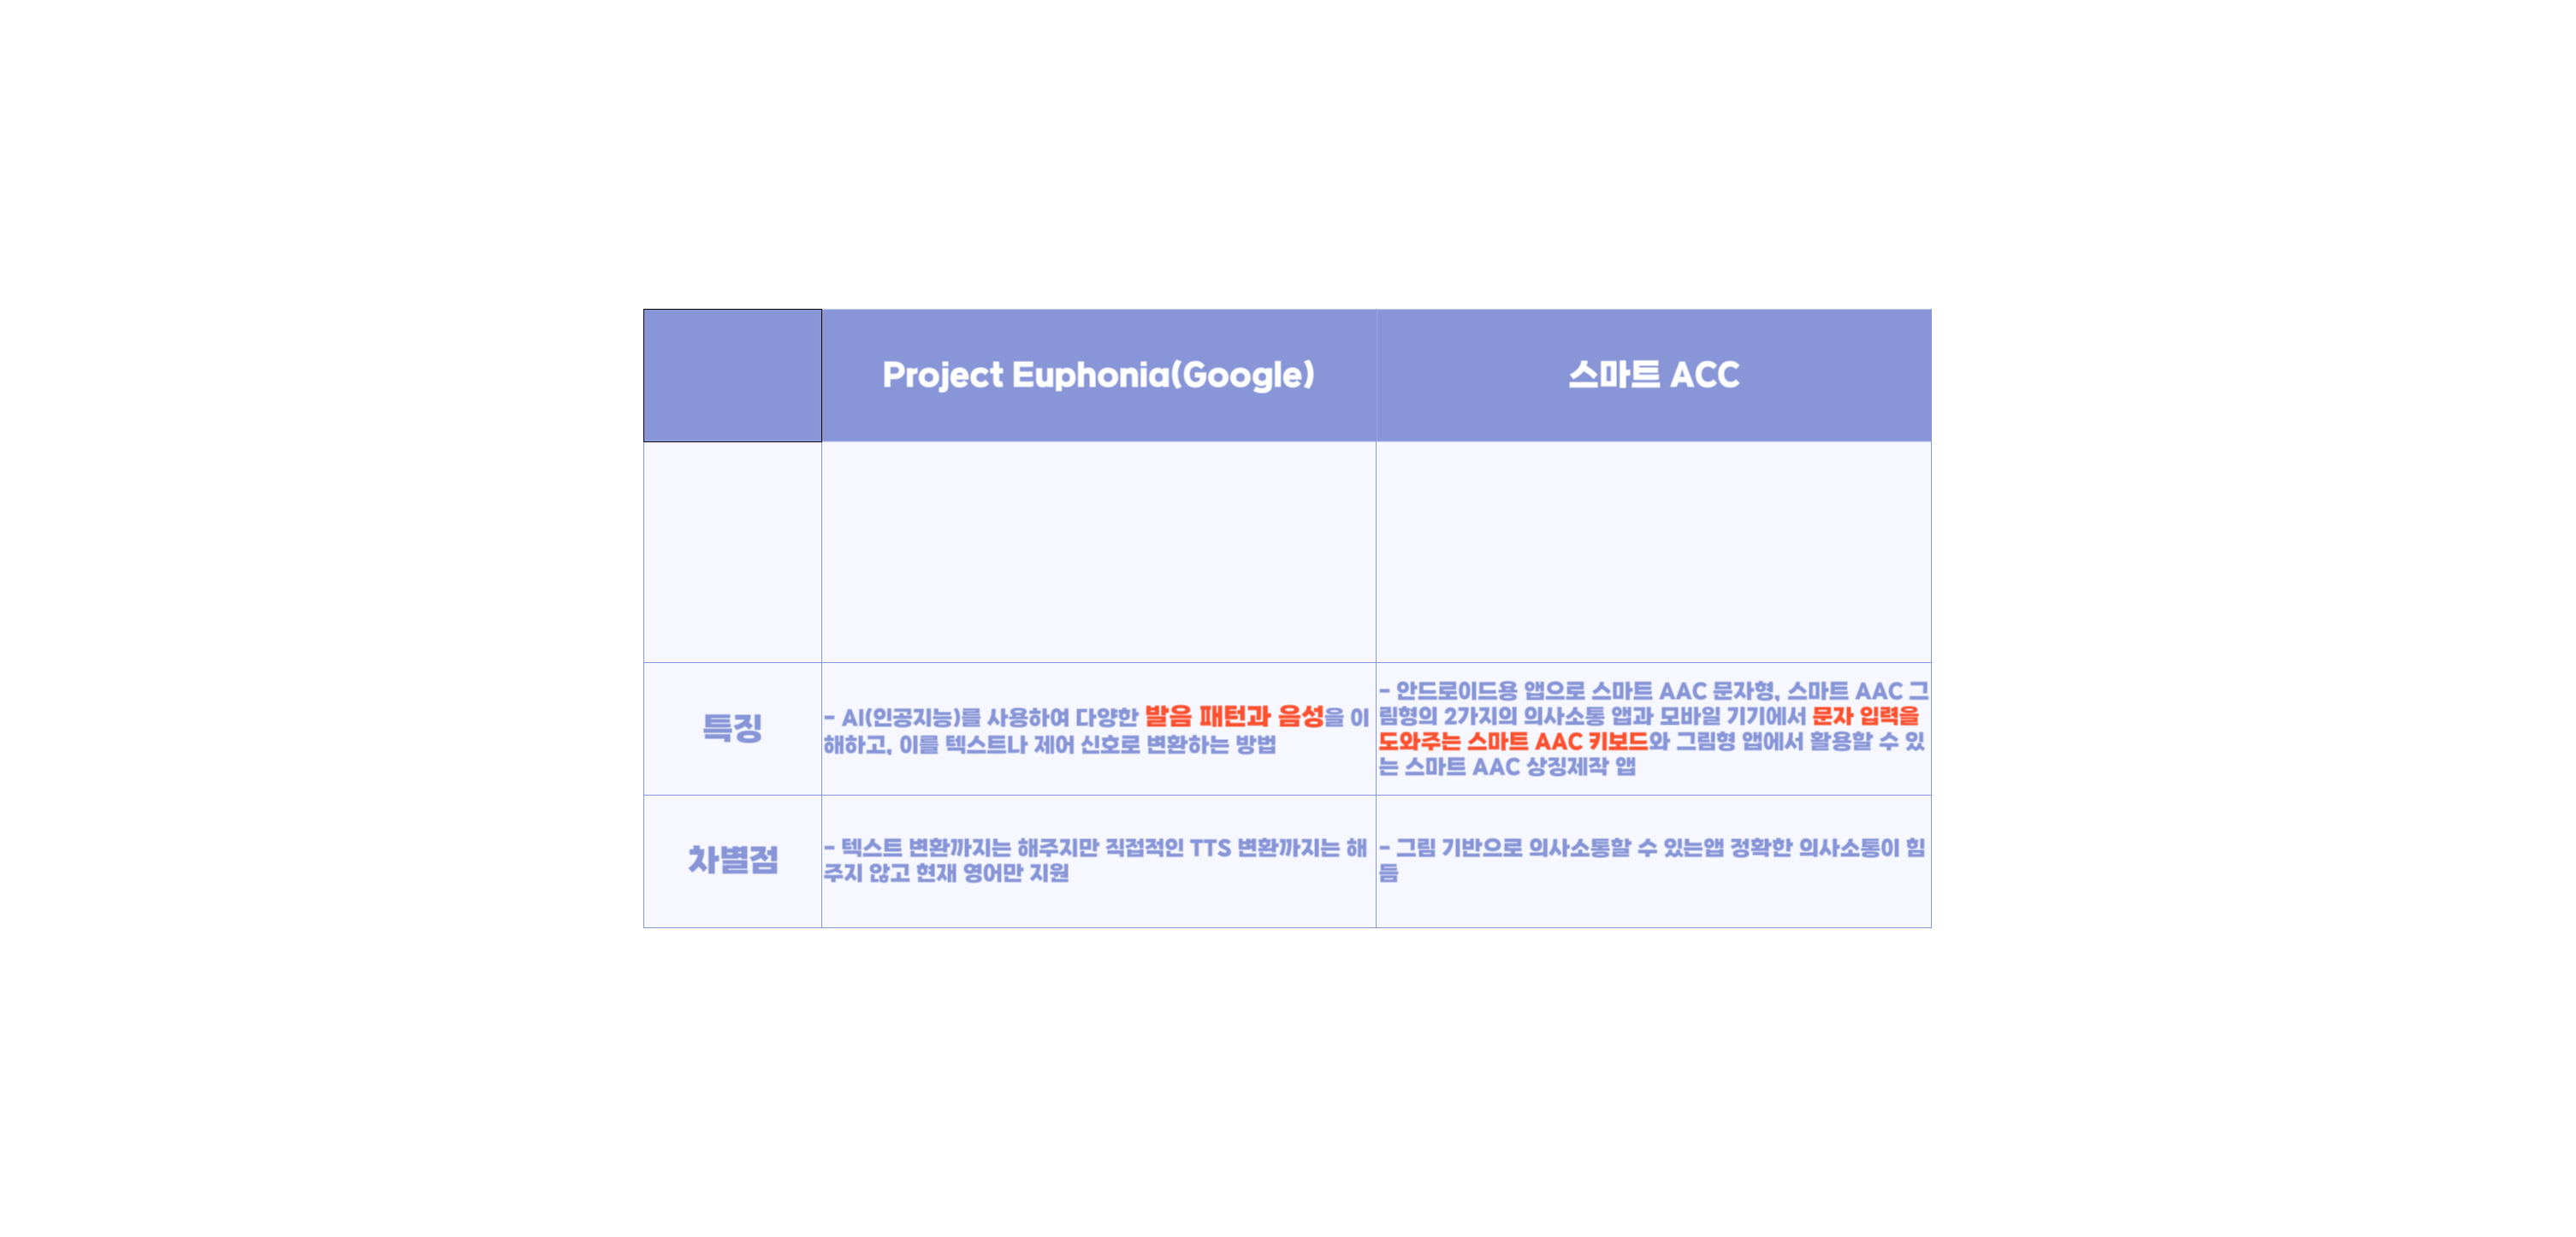 Project Euphonia(Google)
스마트 ACC
특징
- AI(인공지능)를 사용하여 다양한 발음 패턴과 음성을 이
해하고, 이를 텍스트나 제어 신호로 변환하는 방법
- 안드로이드용 앱으로 스마트 AAC 문자형, 스마트 AAC 그
림형의 2가지의 의사소통 앱과 모바일 기기에서 문자 입력을
도와주는 스마트 AAC 키보드와 그림형 앱에서 활용할 수 있
는 스마트 AAC 상징제작 앱
차별점
- 텍스트 변환까지는 해주지만 직접적인 TTS 변환까지는 해
주지 않고 현재 영어만 지원
- 그림 기반으로 의사소통할 수 있는앱 정확한 의사소통이 힘
듬